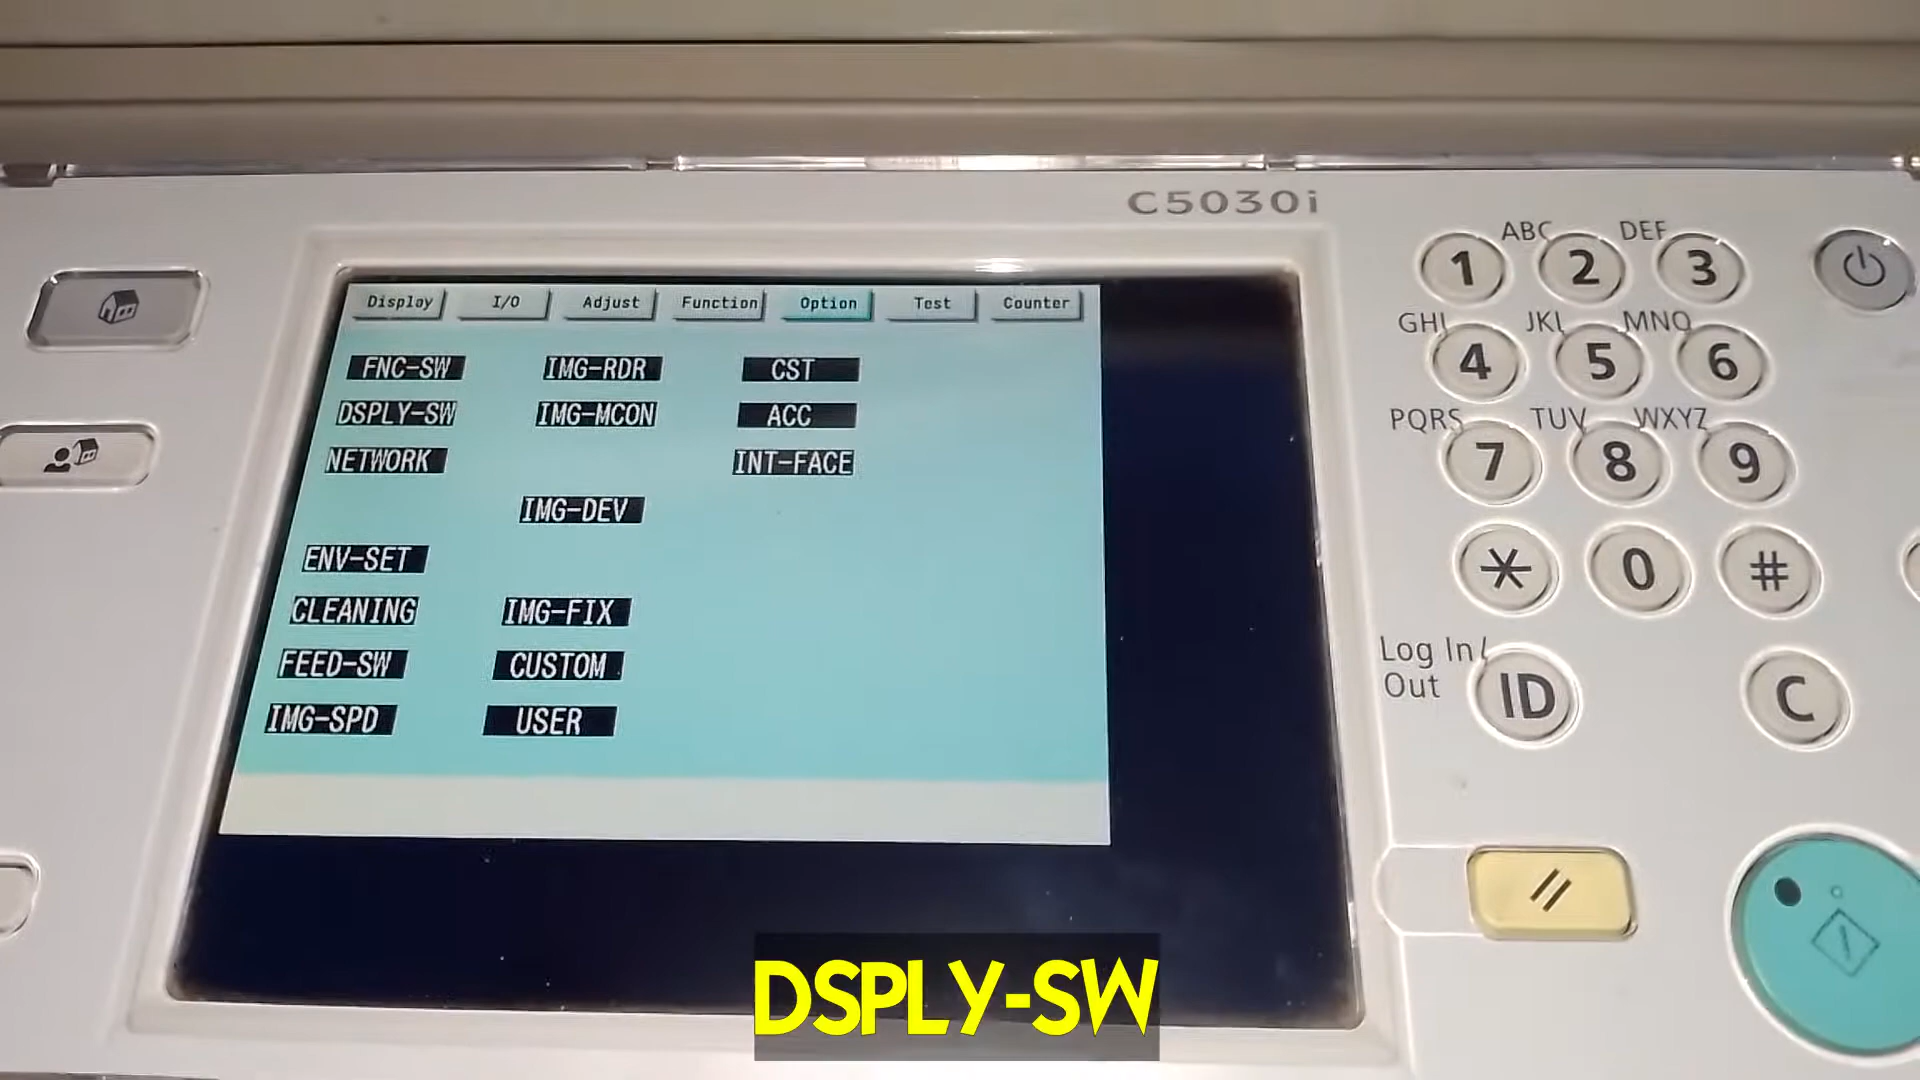 C5030i
Display I/O Adjust Function Option Test Counter
FNC-SW IMG-RDR CST
DSPLY-SW IMG-MCON ACC
NETWORK INT-FACE
IMG-DEV
ENV-SET
CLEANING IMG-FIX
FEED-SW CUSTOM
IMG-SPD USER
ABC DEF
1 2 3
GHI JKL MNO
4 5 6
PQRS TUV WXYZ
7 8 9
* 0 #
Log In/
Out
ID C
DSPLY-SW